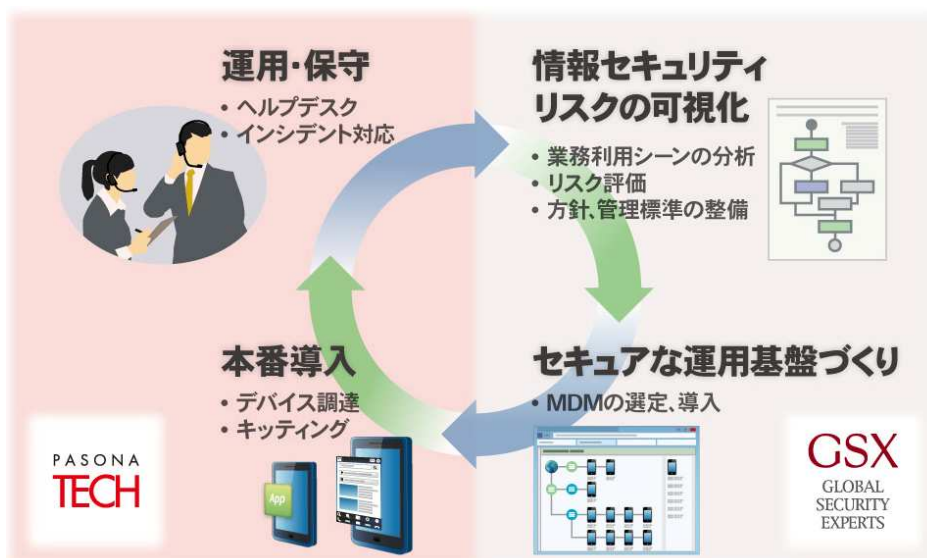 運用・保守
• ヘルプデスク
• インシデント対応
情報セキュリティ
リスクの可視化
• 業務利用シーンの分析
• リスク評価
• 方針、管理標準の整備
本番導入
• デバイス調達
• キッティング
App
セキュアな運用基盤づくり
• MDMの選定、導入
PASONA
TECH
GSX
GLOBAL
SECURITY
EXPERTS